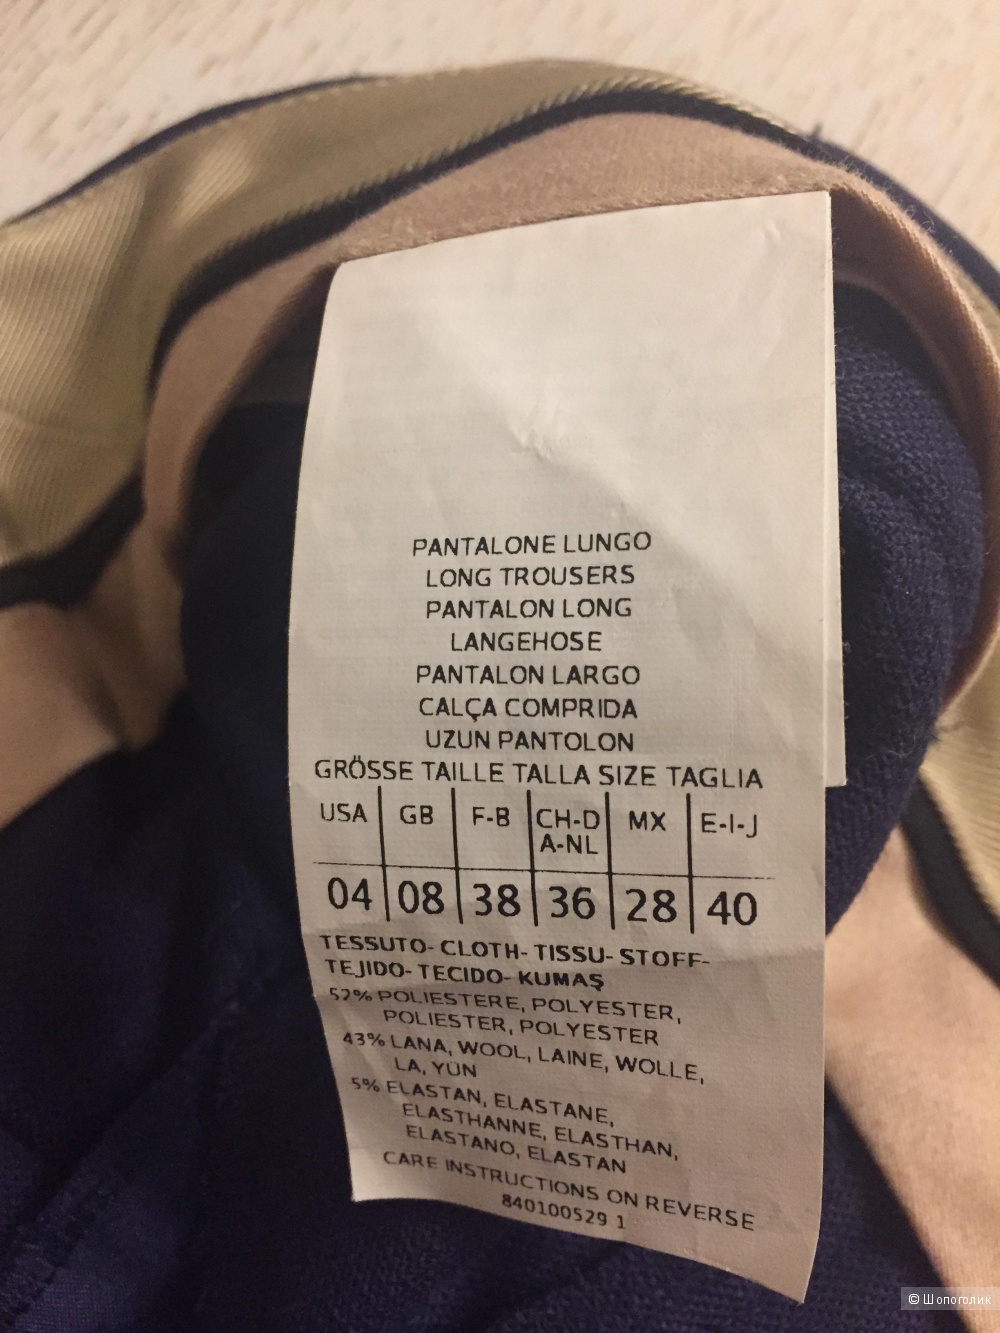 PANTALONE LUNGO
LONG TROUSERS
PANTALON LONG
LANGEHOSE
PANTALON LARGO
CALÇA COMPRIDA
UZUN PANTOLON
GRÖSSE TAILLE TALLA SIZE TAGLIA
USA GB F-B CH-D MX E-I-J
A-NL
04 08 38 36 28 40
TESSUTO- CLOTH- TISSU- STOFF-
TEJIDO- TECIDO- KUMAŞ
52% POLIESTERE, POLYESTER,
POLIESTER, POLYESTER
43% LANA, WOOL, LAINE, WOLLE,
LA, YUN
5% ELASTAN, ELASTANE,
ELASTHANNE, ELASTHAN,
ELASTANO, ELASTAN
CARE INSTRUCTIONS ON REVERSE
840100529 1
© Шопоголик